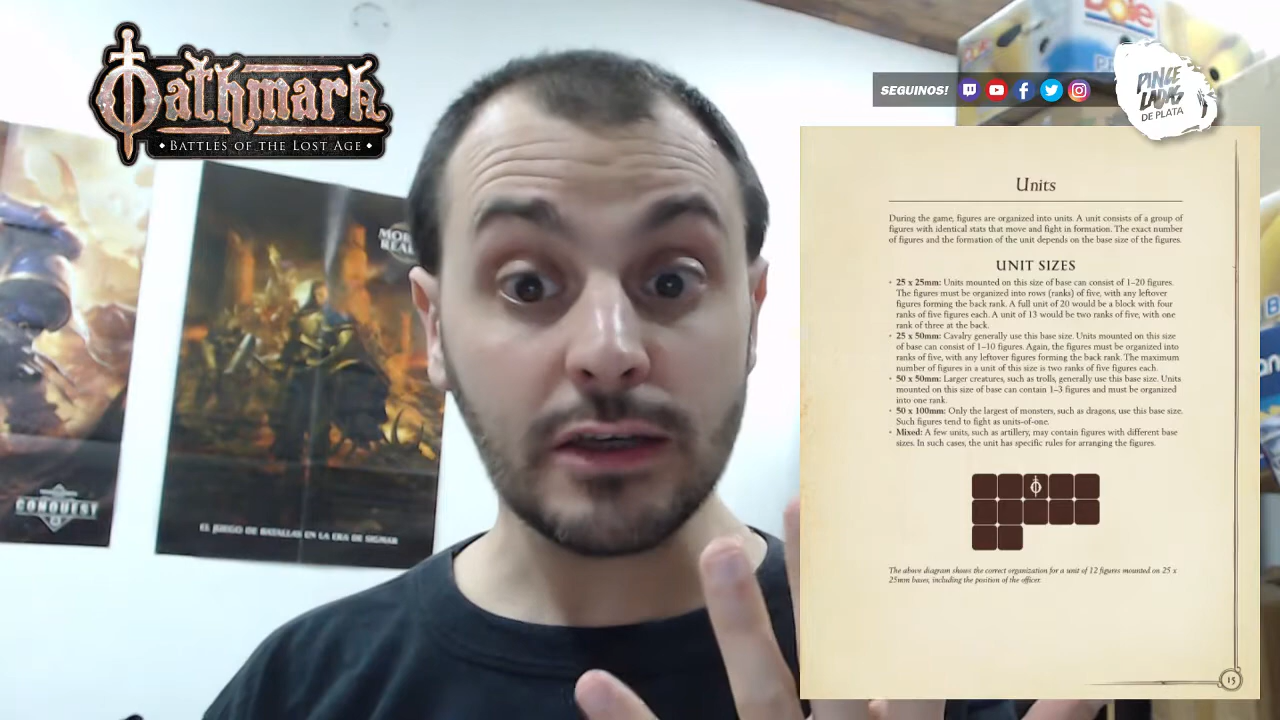 Oathmark
• BATTLES OF THE LOST AGE •
Dole
SEGUINOS!
PINCE
LADAS
DE PLATA
Units
During the game, figures are organized into units. A unit consists of a group of
figures with identical stats that move and fight in formation. The exact number
of figures and the formation of the unit depends on the base size of the figures.
UNIT SIZES
• 25 x 25mm: Units mounted on this size of base can consist of 1–20 figures.
The figures must be organized into rows (ranks) of five, with any leftover
figures forming the back rank. A full unit of 20 would be a block with four
ranks of five figures each. A unit of 13 would be two ranks of five, with one
rank of three at the back.
• 25 x 50mm: Cavalry generally use this base size. Units mounted on this size
of base can consist of 1–10 figures. Again, the figures must be organized into
ranks of five, with any leftover figures forming the back rank. The maximum
number of figures in a unit of this size is two ranks of five figures each.
• 50 x 50mm: Larger creatures, such as trolls, generally use this base size. Units
mounted on this size of base can contain 1–3 figures and must be organized
into one rank.
• 50 x 100mm: Only the largest of monsters, such as dragons, use this base size.
Such figures tend to fight as units-of-one.
• Mixed: A few units, such as artillery, may contain figures with different base
sizes. In such cases, the unit has specific rules for arranging the figures.
The above diagram shows the correct organization for a unit of 12 figures mounted on 25 x
25mm bases, including the position of the officer.
15
CONQUEST
EL JUEGO DE BATALLAS EN LA ERA DE SIGMAR